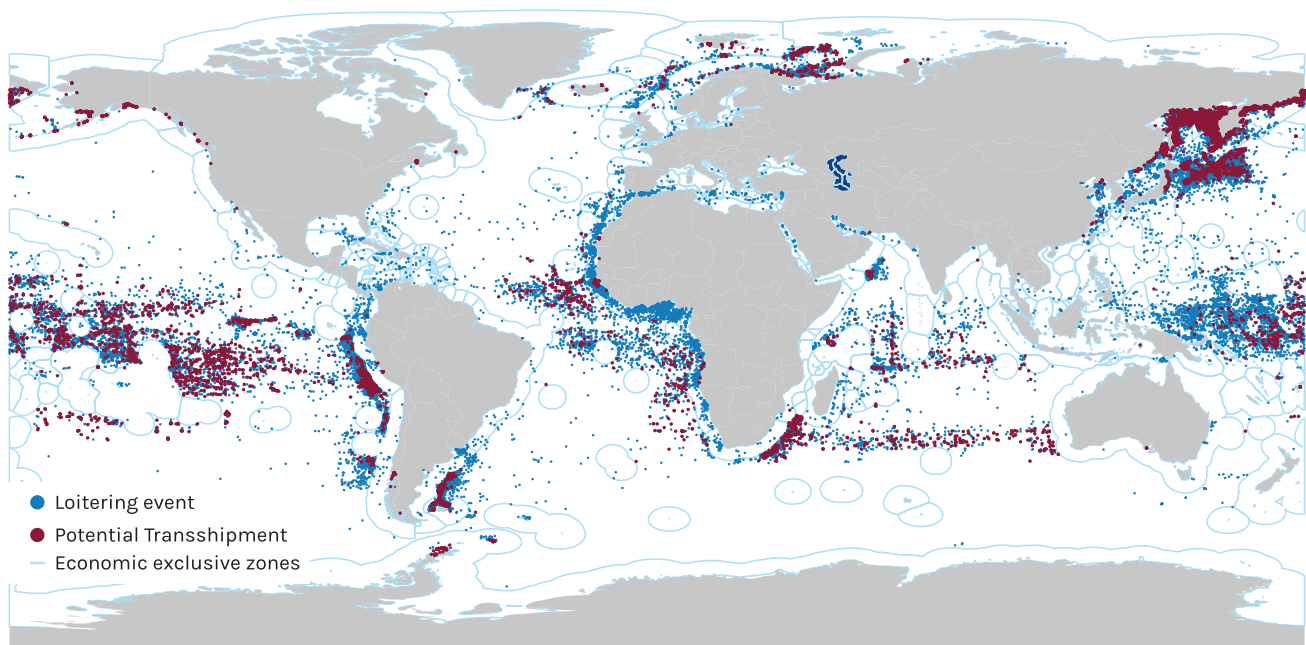 Loitering event
Potential Transshipment
Economic exclusive zones